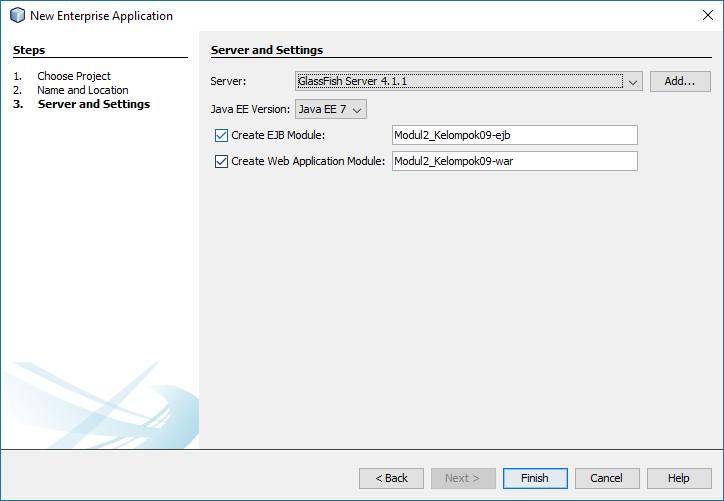 New Enterprise Application
Steps
1. Choose Project
2. Name and Location
3. Server and Settings
Server and Settings
Server: GlassFish Server 4.1.1 Add...
Java EE Version: Java EE 7
Create EJB Module: Modul2_Kelompok09-ejb
Create Web Application Module: Modul2_Kelompok09-war
< Back Next > Finish Cancel Help